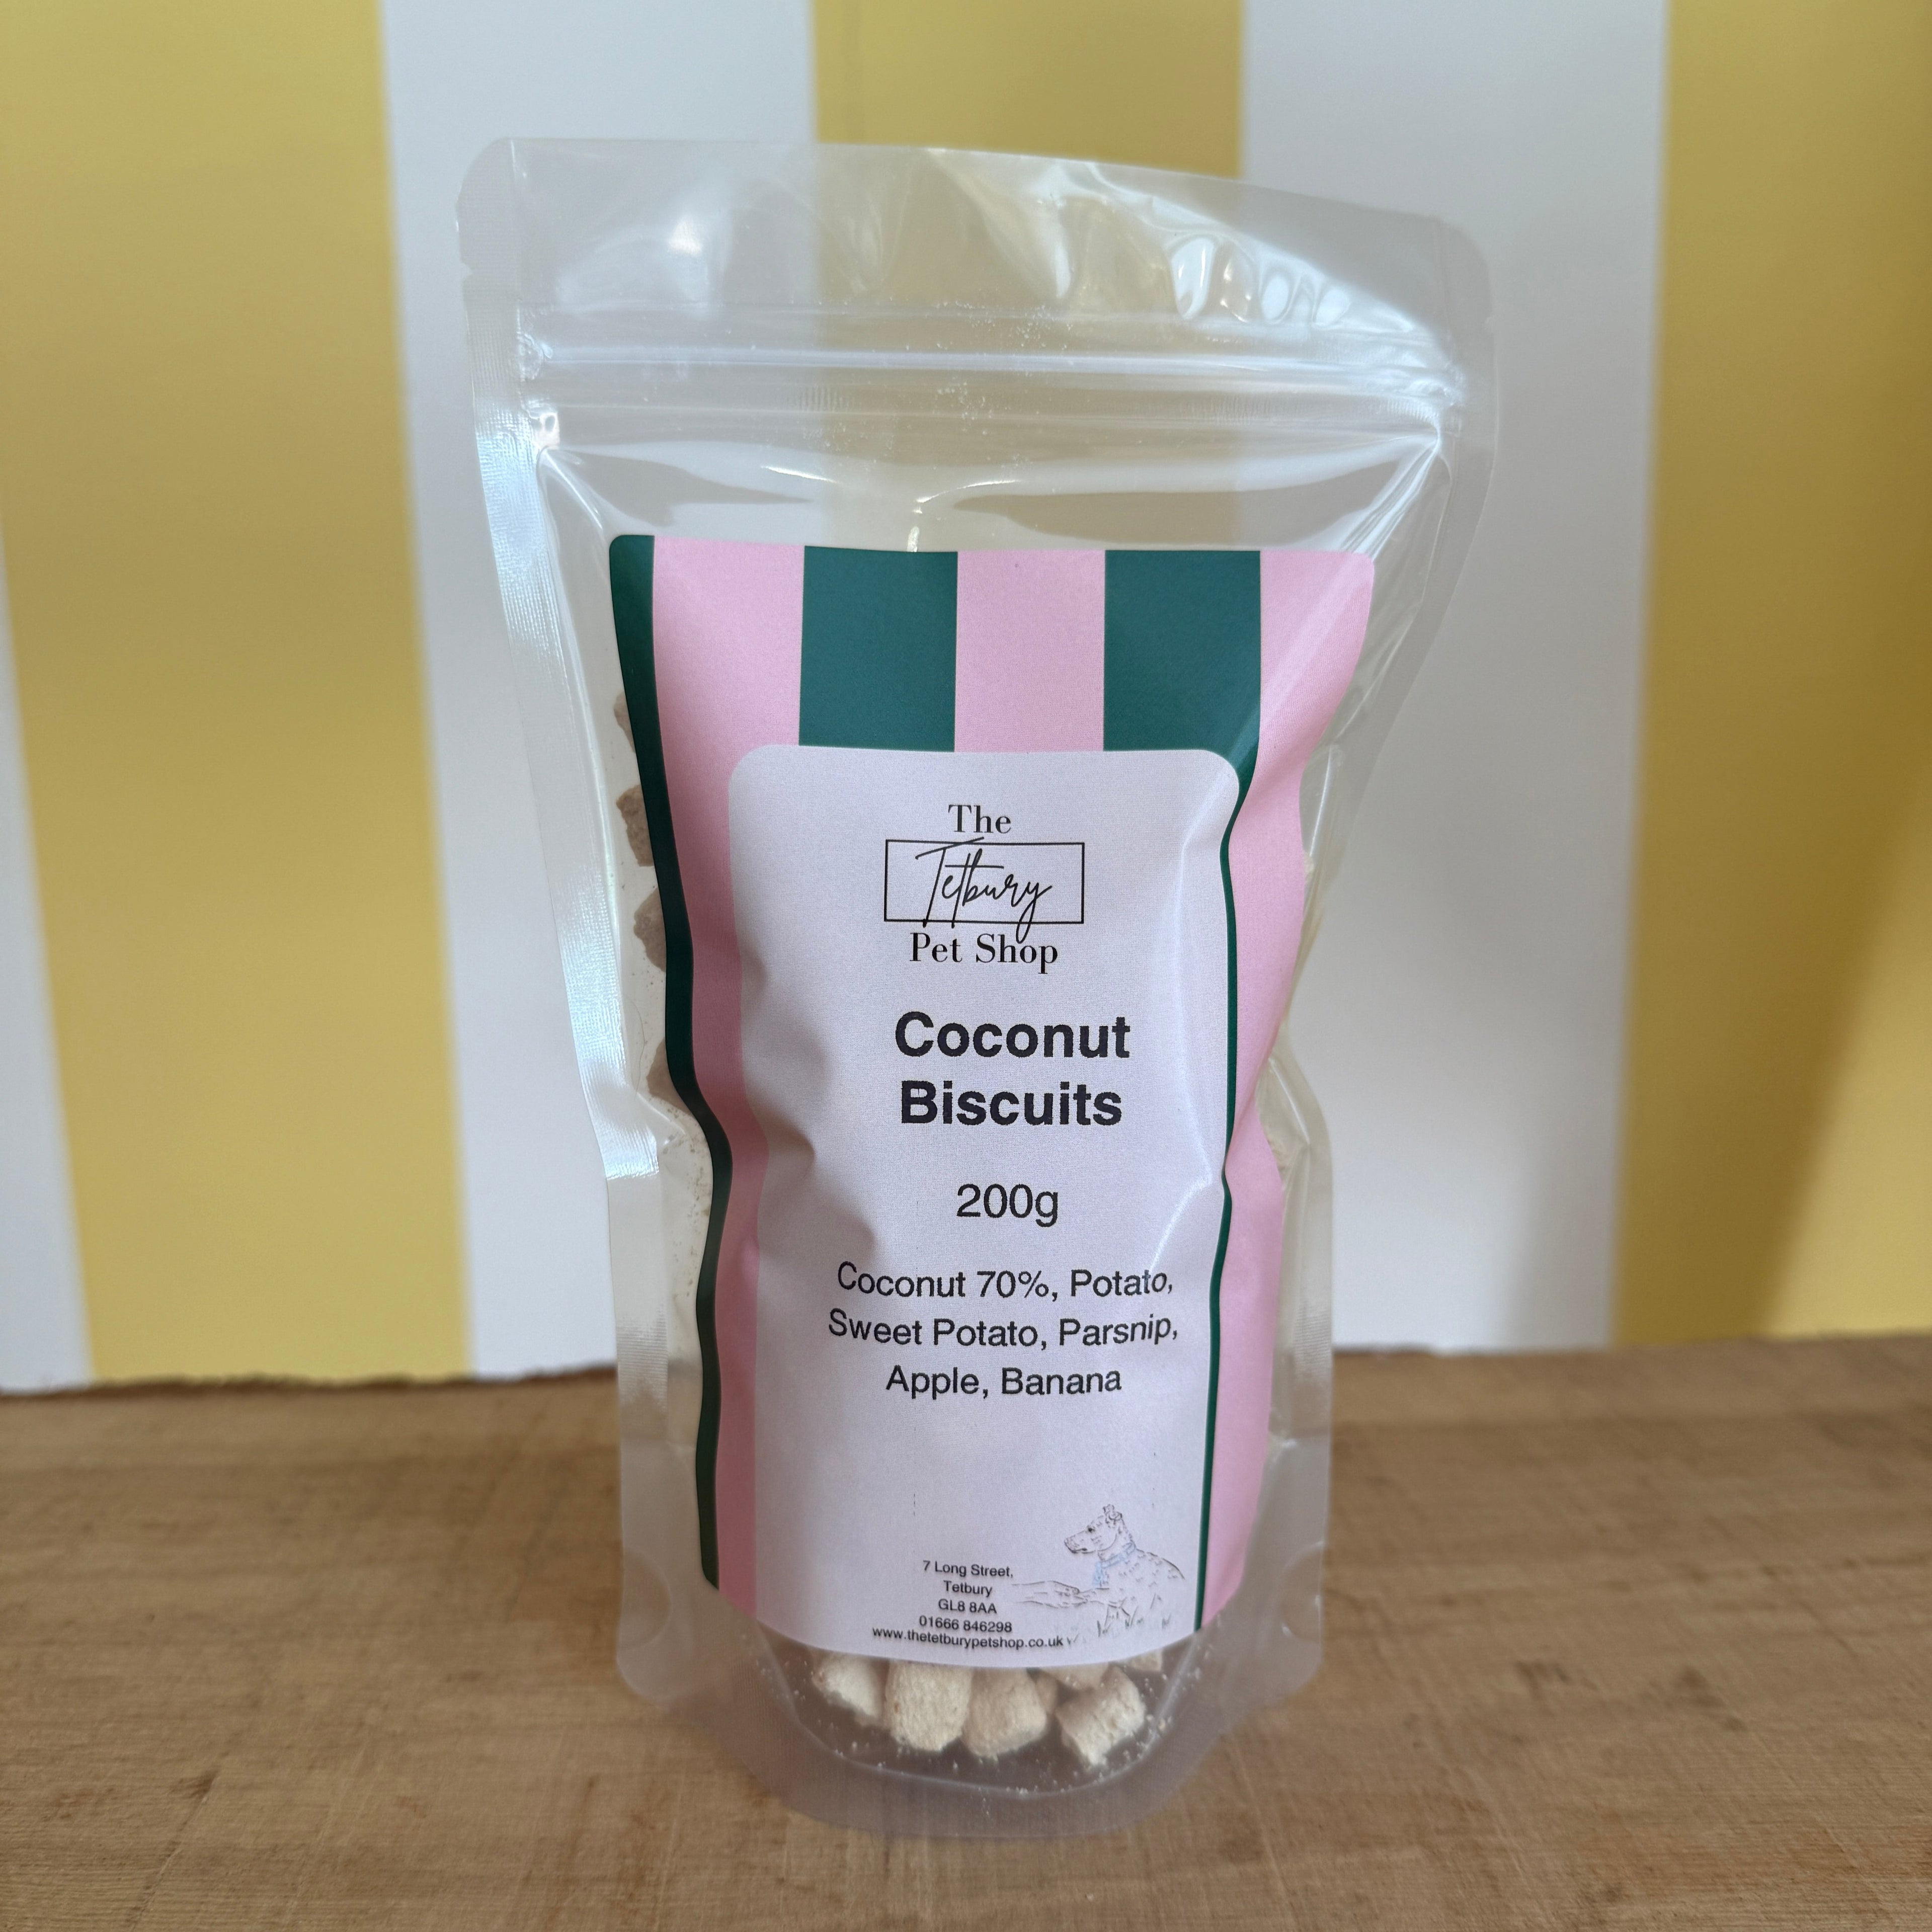 The
Tetbury
Pet Shop
Coconut
Biscuits
200g
Coconut 70%, Potato,
Sweet Potato, Parsnip,
Apple, Banana
7 Long Street,
Tetbury
GL8 8AA
01666 846298
www.thetetburypetshop.co.uk